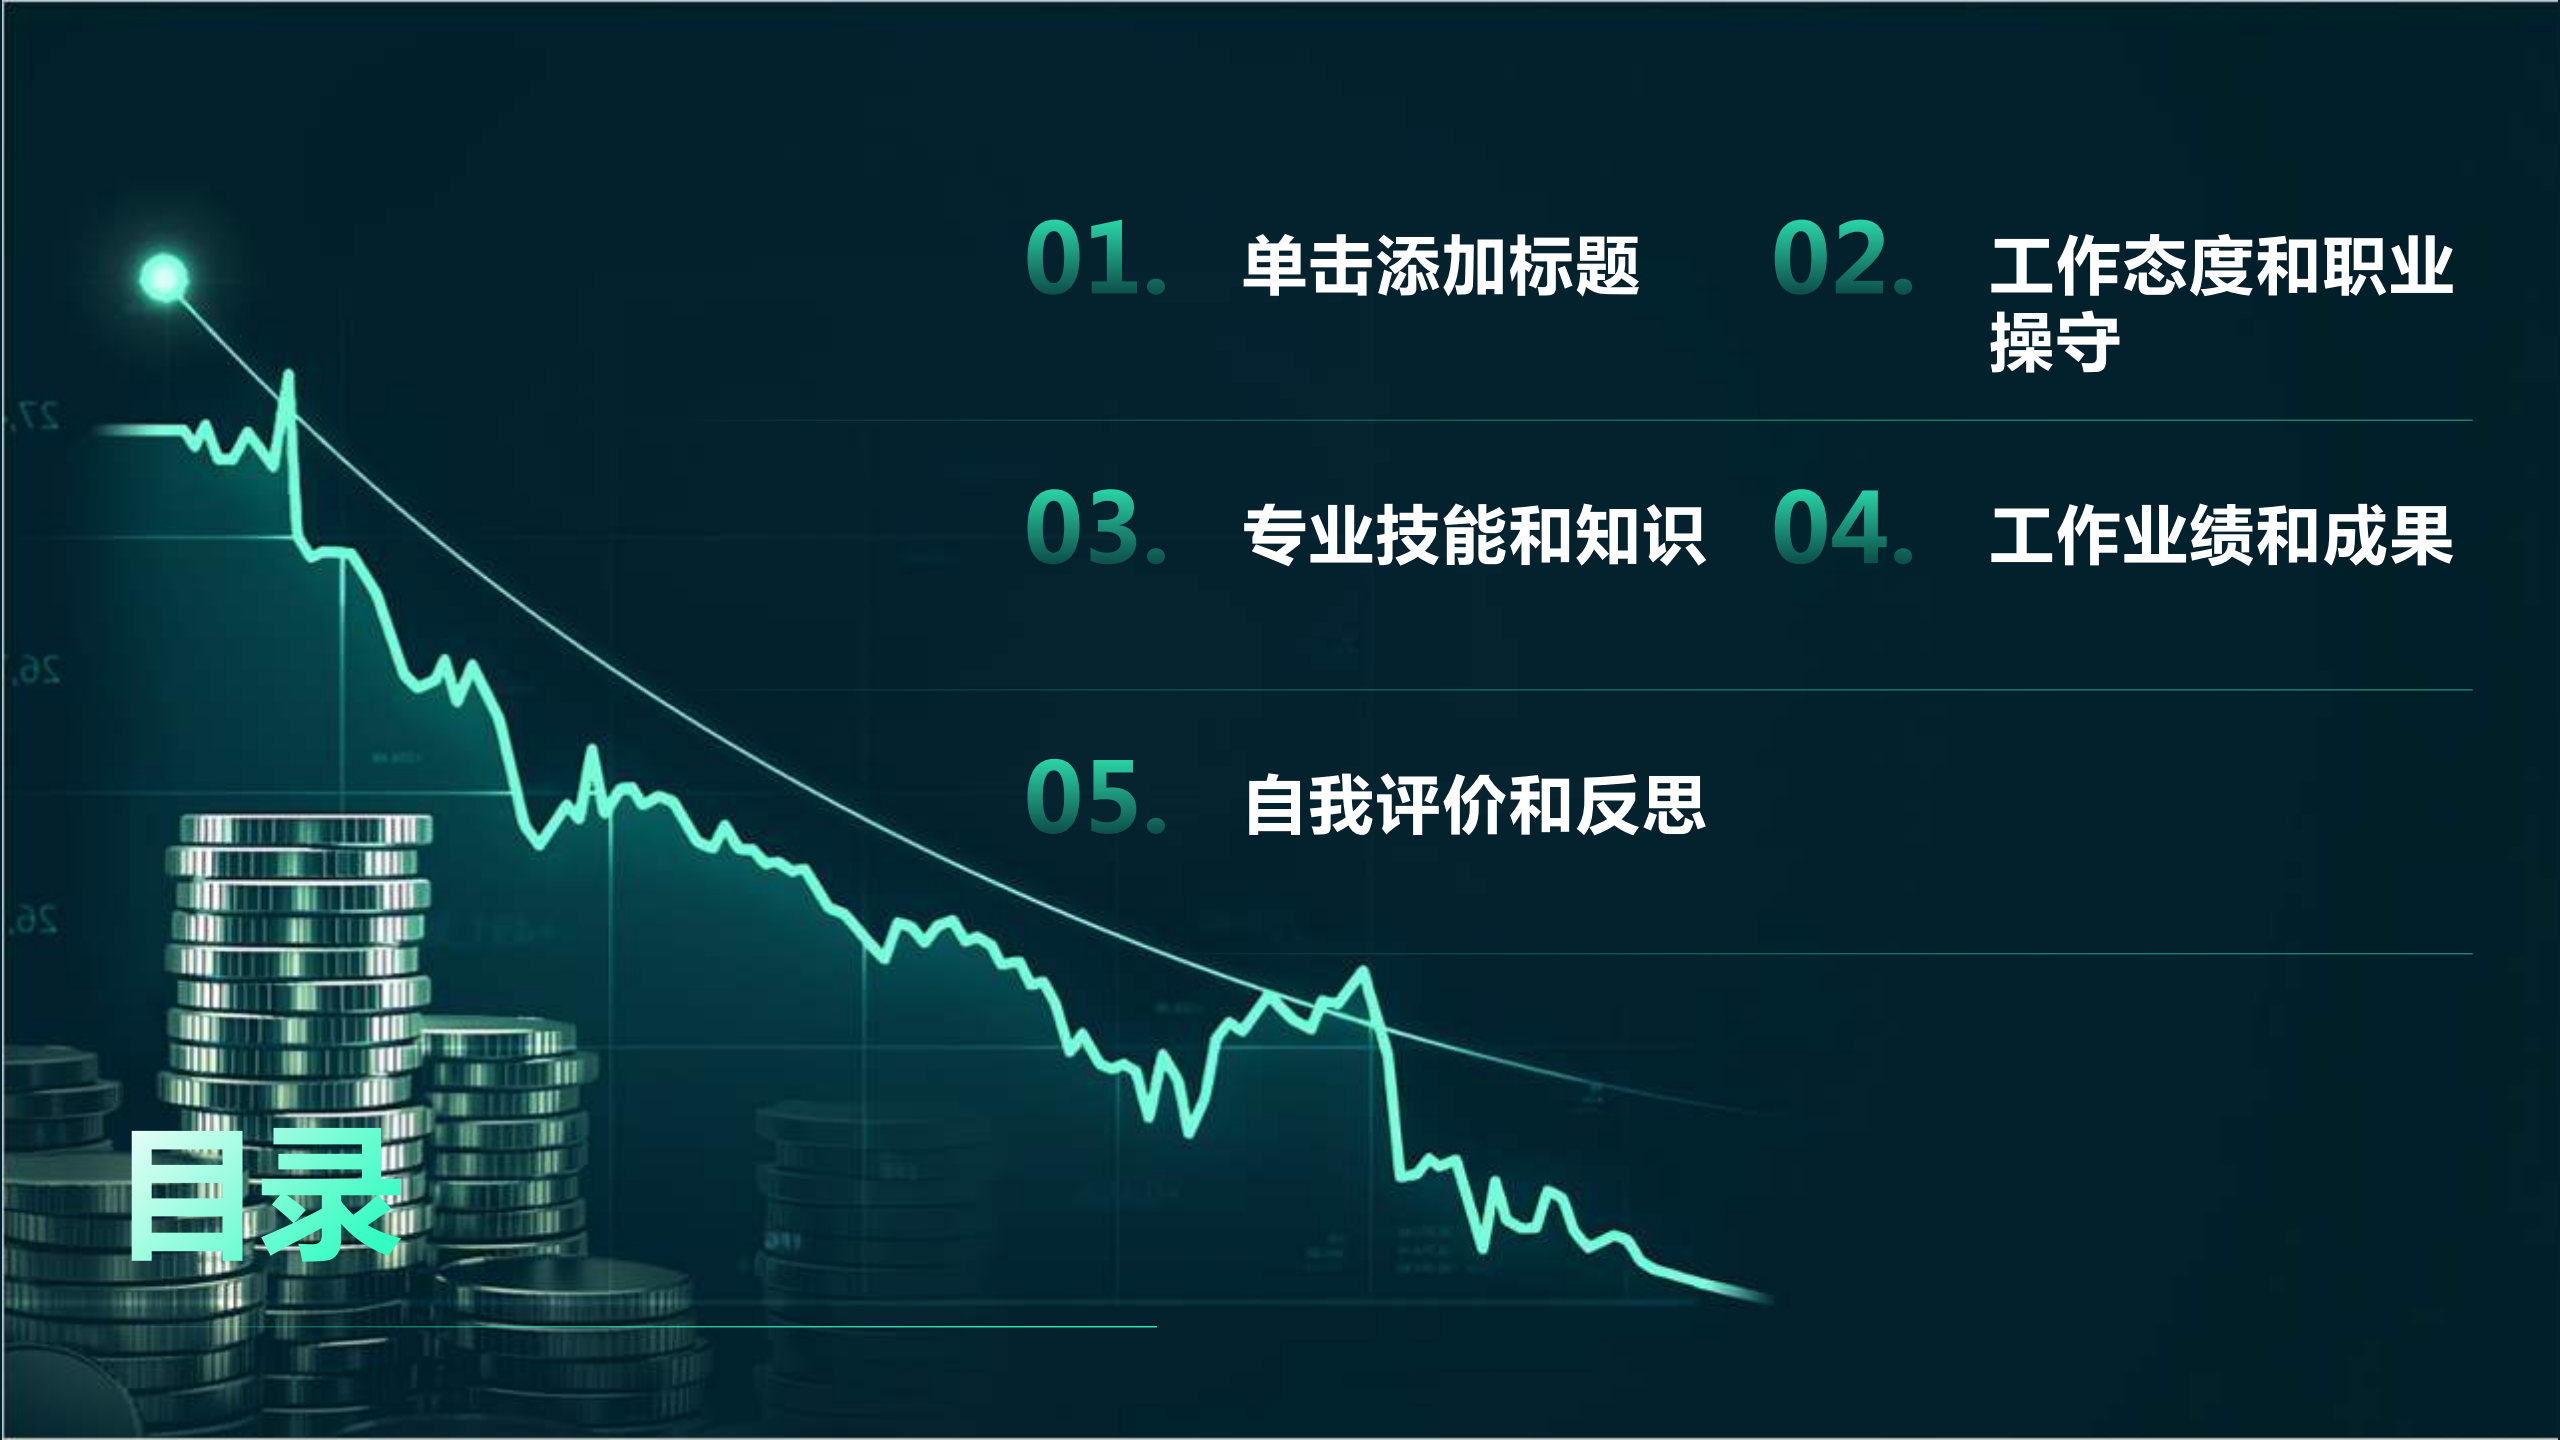 01.
单击添加标题
02.
工作态度和职业
操守
03.
专业技能和知识
04.
工作业绩和成果
05.
自我评价和反思
目录